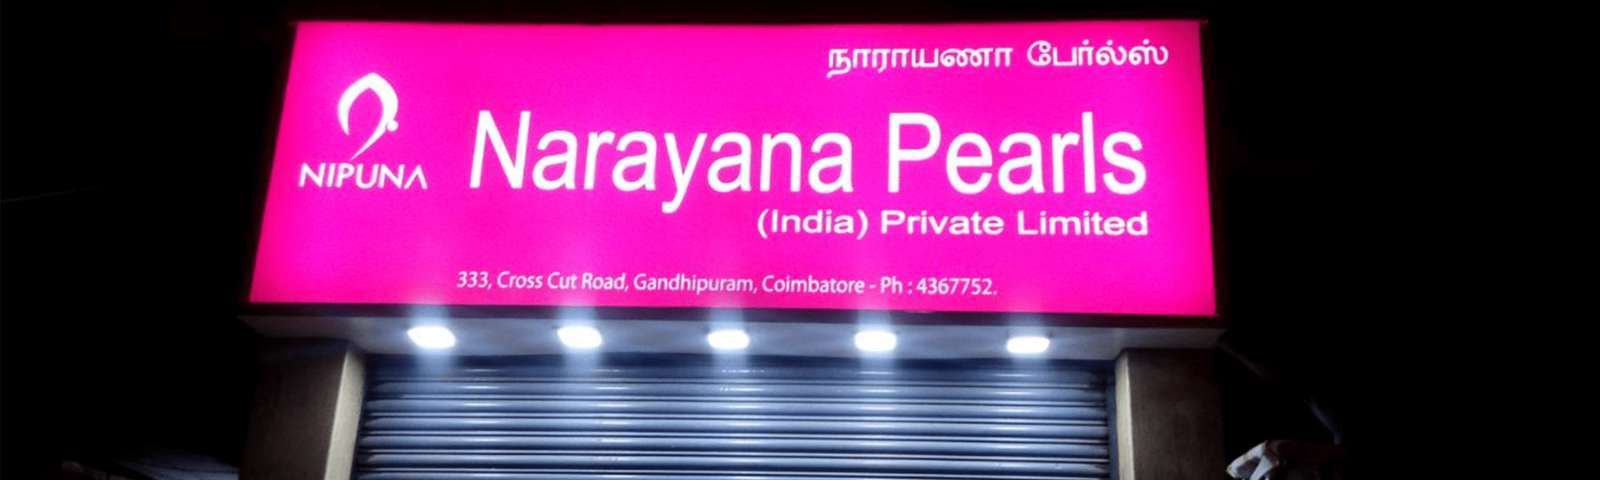 நாராயணா பேர்ல்ஸ்
NIPUNA
Narayana Pearls
(India) Private Limited
333, Cross Cut Road, Gandhipuram, Coimbatore - Ph : 4367752.